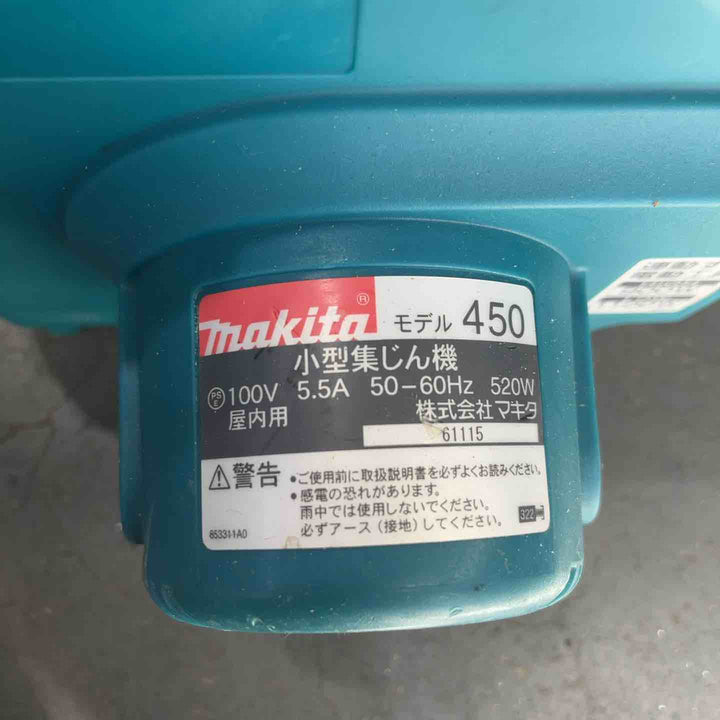 makita® モデル 450
小型集じん機
PS E 100V 5.5A 50-60Hz 520W
屋内用 株式会社マキタ
61115
⚠警告 •ご使用前に取扱説明書を必ずよくお読みください。
•感電の恐れがあります。
雨中では使用しないでください。
必ずアース(接地)してください。
322
853311A0